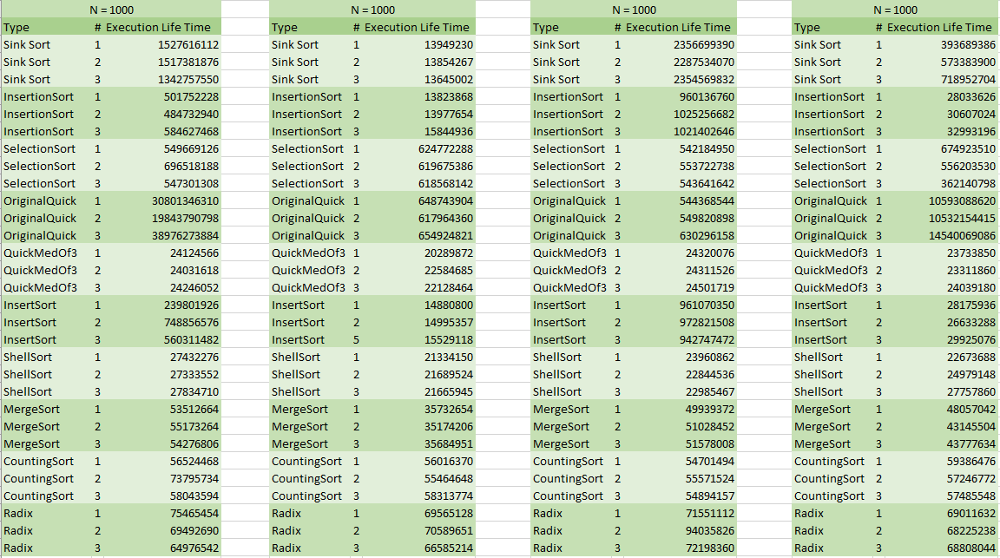 N = 1000 N = 1000 N = 1000 N = 1000
Type # Execution Life Time Type # Execution Life Time Type # Execution Life Time Type # Execution Life Time
Sink Sort 1 1527616112 Sink Sort 1 13949230 Sink Sort 1 2356699390 Sink Sort 1 393689386
Sink Sort 2 1517381876 Sink Sort 2 13854267 Sink Sort 2 2287534070 Sink Sort 2 573383900
Sink Sort 3 1342757550 Sink Sort 3 13645002 Sink Sort 3 2354569832 Sink Sort 3 718952704
InsertionSort 1 501752228 InsertionSort 1 13823868 InsertionSort 1 960136760 InsertionSort 1 28033626
InsertionSort 2 484732940 InsertionSort 2 13977654 InsertionSort 2 1025256682 InsertionSort 2 30607024
InsertionSort 3 584627468 InsertionSort 3 15844936 InsertionSort 3 1021402646 InsertionSort 3 32993196
SelectionSort 1 549669126 SelectionSort 1 624772288 SelectionSort 1 542184950 SelectionSort 1 674923510
SelectionSort 2 696518188 SelectionSort 2 619675386 SelectionSort 2 553722738 SelectionSort 2 556203530
SelectionSort 3 547301308 SelectionSort 3 618568142 SelectionSort 3 543641642 SelectionSort 3 362140798
OriginalQuick 1 30801346310 OriginalQuick 1 648743904 OriginalQuick 1 544368544 OriginalQuick 1 10593088620
OriginalQuick 2 19843790798 OriginalQuick 2 617964360 OriginalQuick 2 549820898 OriginalQuick 2 10532154415
OriginalQuick 3 38976273884 OriginalQuick 3 654924821 OriginalQuick 3 630296158 OriginalQuick 3 14540069086
QuickMedOf3 1 24124566 QuickMedOf3 1 20289872 QuickMedOf3 1 24320076 QuickMedOf3 1 23733850
QuickMedOf3 2 24031618 QuickMedOf3 2 22584685 QuickMedOf3 2 24311526 QuickMedOf3 2 23311860
QuickMedOf3 3 24246052 QuickMedOf3 3 22128464 QuickMedOf3 3 24501719 QuickMedOf3 3 24039180
InsertSort 1 239801926 InsertSort 1 14880800 InsertSort 1 961070350 InsertSort 1 28175936
InsertSort 2 748856576 InsertSort 2 14995357 InsertSort 2 972821508 InsertSort 2 26633288
InsertSort 3 560311482 InsertSort 5 15529118 InsertSort 3 942747472 InsertSort 3 29925076
ShellSort 1 27432276 ShellSort 1 21334150 ShellSort 1 23960862 ShellSort 1 22673688
ShellSort 2 27333552 ShellSort 2 21689524 ShellSort 2 22844536 ShellSort 2 24979148
ShellSort 3 27834710 ShellSort 3 21665945 ShellSort 3 22985467 ShellSort 3 27757860
MergeSort 1 53512664 MergeSort 1 35732654 MergeSort 1 49939372 MergeSort 1 48057042
MergeSort 2 55173264 MergeSort 2 35174206 MergeSort 2 51028452 MergeSort 2 43145504
MergeSort 3 54276806 MergeSort 3 35684951 MergeSort 3 51578008 MergeSort 3 43777634
CountingSort 1 56524468 CountingSort 1 56016370 CountingSort 1 54701494 CountingSort 1 59386476
CountingSort 2 73795734 CountingSort 2 55464648 CountingSort 2 55571524 CountingSort 2 57246772
CountingSort 3 58043594 CountingSort 3 58313774 CountingSort 3 54894157 CountingSort 3 57485548
Radix 1 75465454 Radix 1 69565128 Radix 1 71551112 Radix 1 69011632
Radix 2 69492690 Radix 2 70589651 Radix 2 94035826 Radix 2 68225238
Radix 3 64976542 Radix 3 66585214 Radix 3 72198360 Radix 3 68808044